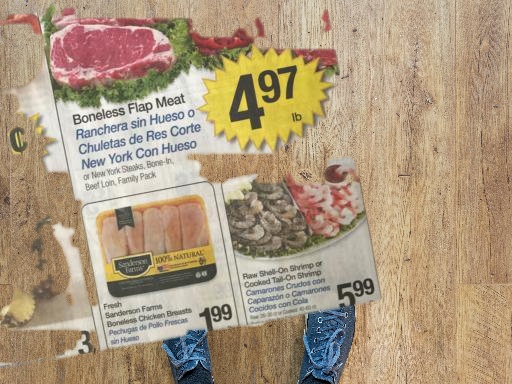 Boneless Flap Meat
Ranchera sin Hueso o
Chuletas de Res Corte
New York Con Hueso
or New York Steaks, Bone-In,
Beef Loin, Family Pack
4 97
lb
Sanderson Farms
100% NATURAL
Fresh
Sanderson Farms
Boneless Chicken Breasts
Pechugas de Pollo Frescas
sin Hueso
1 99
Raw Shell-On Shrimp or
Cooked Tail-On Shrimp
Camarones Crudos con
Caparazón o Camarones
Cocidos con Cola
5 99
3